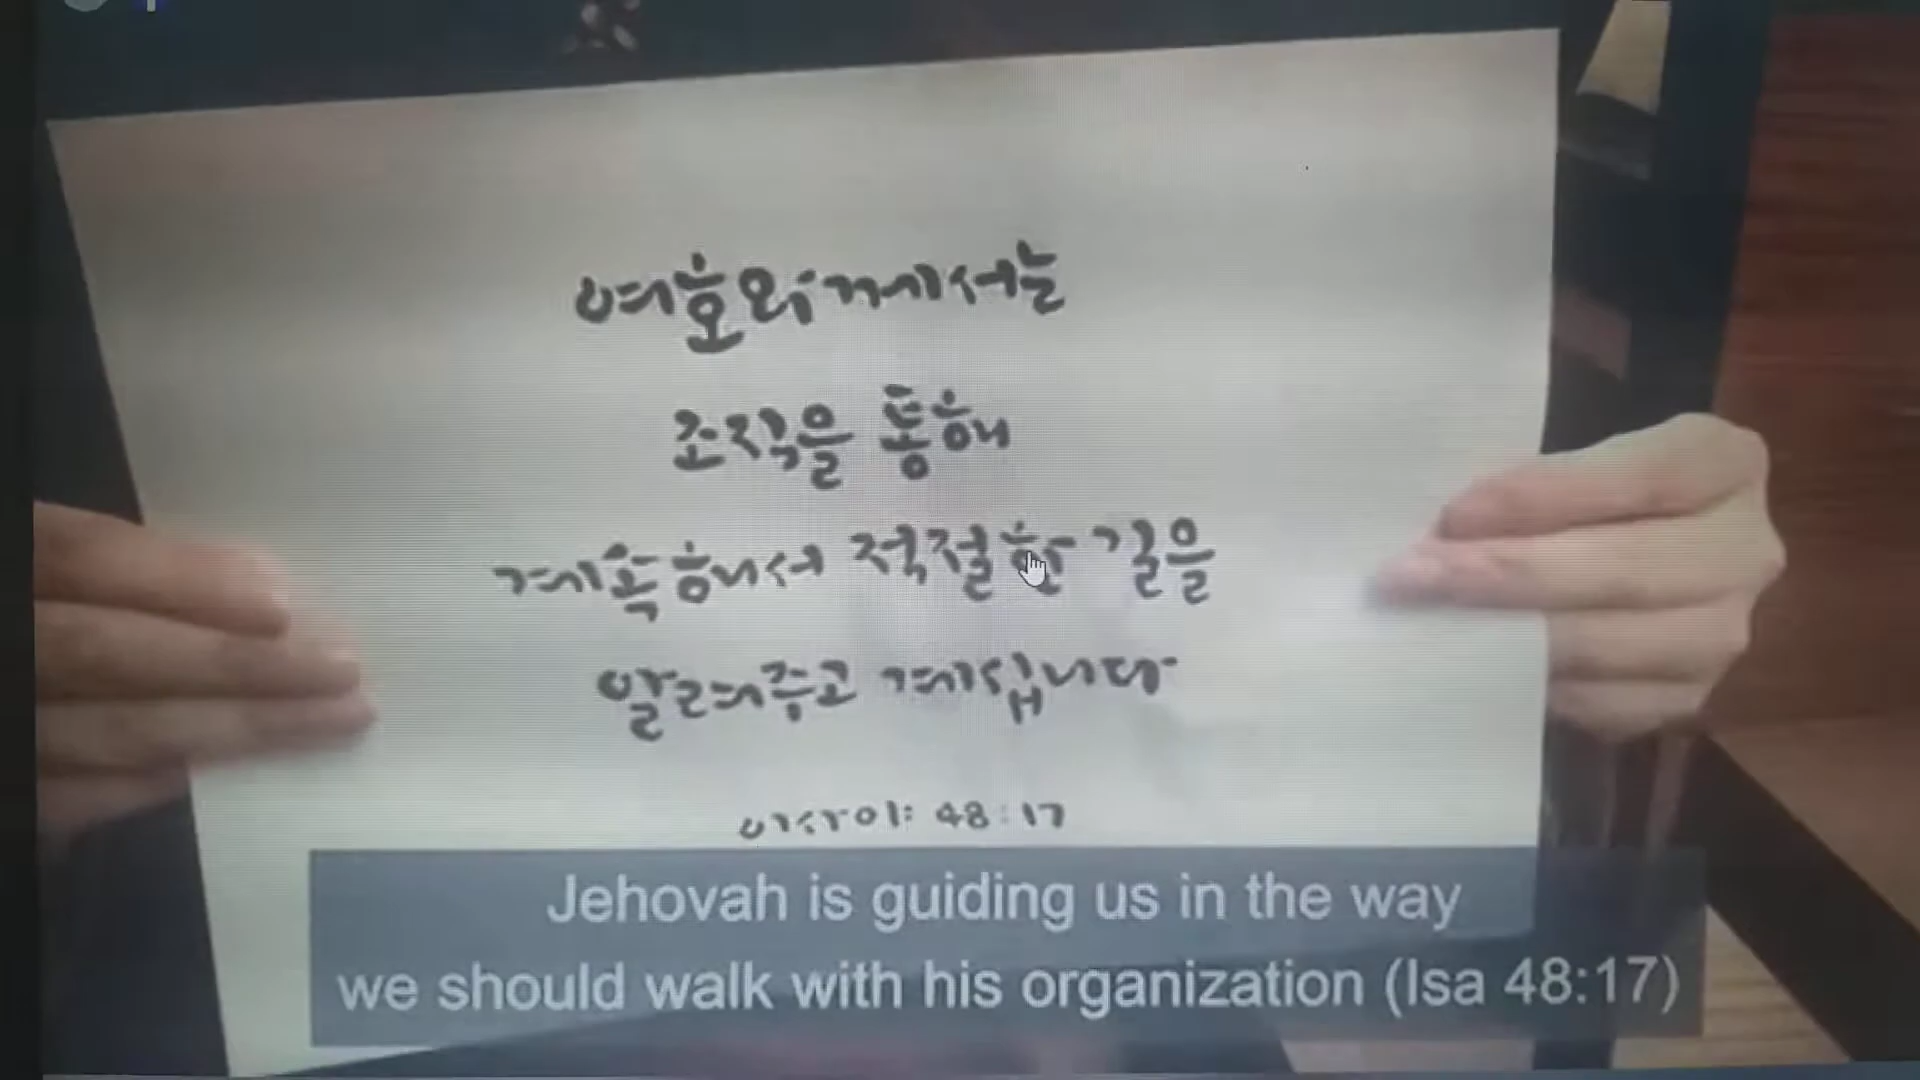 여호와께서는
조직을 통해
계속해서 적절한 길을
알려주고 계십니다
이사야: 48:17
Jehovah is guiding us in the way
we should walk with his organization (Isa 48:17)